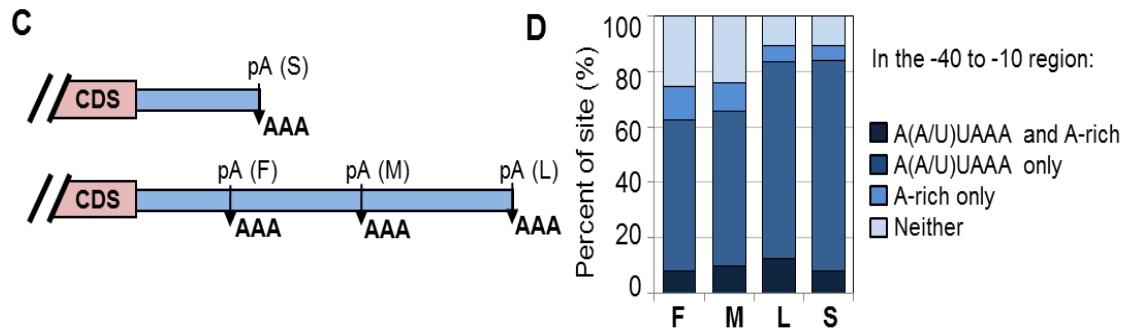 C
pA (S)
CDS
AAA
pA (F) pA (M) pA (L)
CDS
AAA AAA AAA
D
Percent of site (%)
100
80
60
40
20
0
F M L S
In the -40 to -10 region:
A(A/U)UAAA and A-rich
A(A/U)UAAA only
A-rich only
Neither